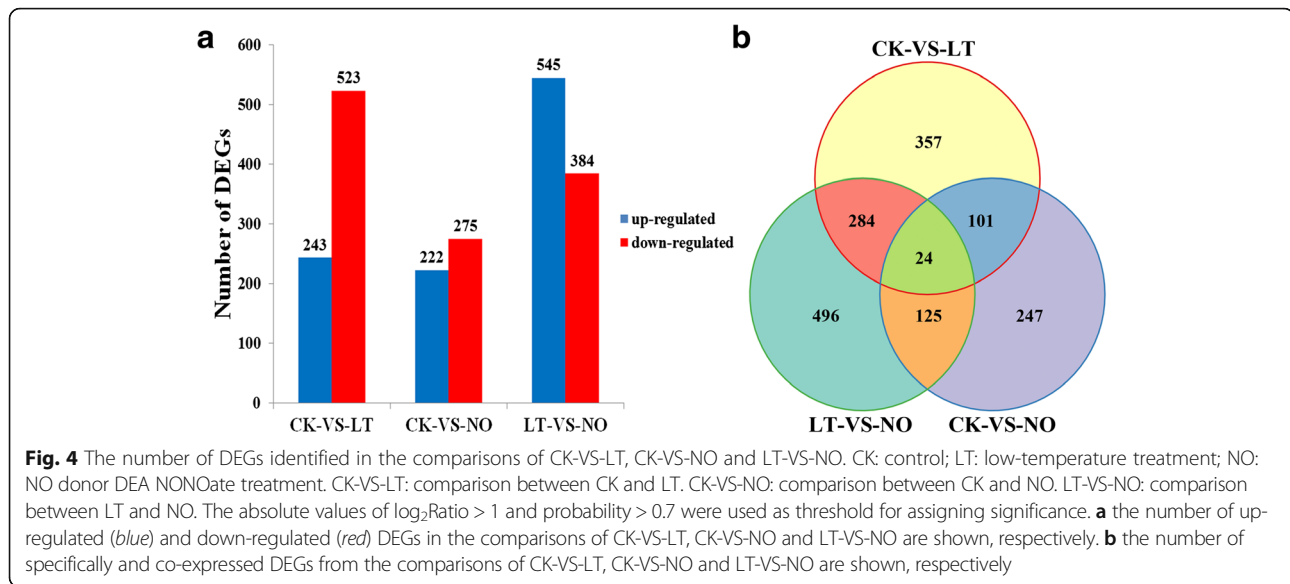 a
Number of DEGs
600
500
400
300
200
100
0
243
523
222
275
545
384
CK-VS-LT
CK-VS-NO
LT-VS-NO
up-regulated
down-regulated
b
CK-VS-LT
357
284
101
24
496
125
247
LT-VS-NO
CK-VS-NO
Fig. 4 The number of DEGs identified in the comparisons of CK-VS-LT, CK-VS-NO and LT-VS-NO. CK: control; LT: low-temperature treatment; NO:
NO donor DEA NONOate treatment. CK-VS-LT: comparison between CK and LT. CK-VS-NO: comparison between CK and NO. LT-VS-NO: comparison
between LT and NO. The absolute values of log₂Ratio > 1 and probability > 0.7 were used as threshold for assigning significance. a the number of up-
regulated (blue) and down-regulated (red) DEGs in the comparisons of CK-VS-LT, CK-VS-NO and LT-VS-NO are shown, respectively. b the number of
specifically and co-expressed DEGs from the comparisons of CK-VS-LT, CK-VS-NO and LT-VS-NO are shown, respectively